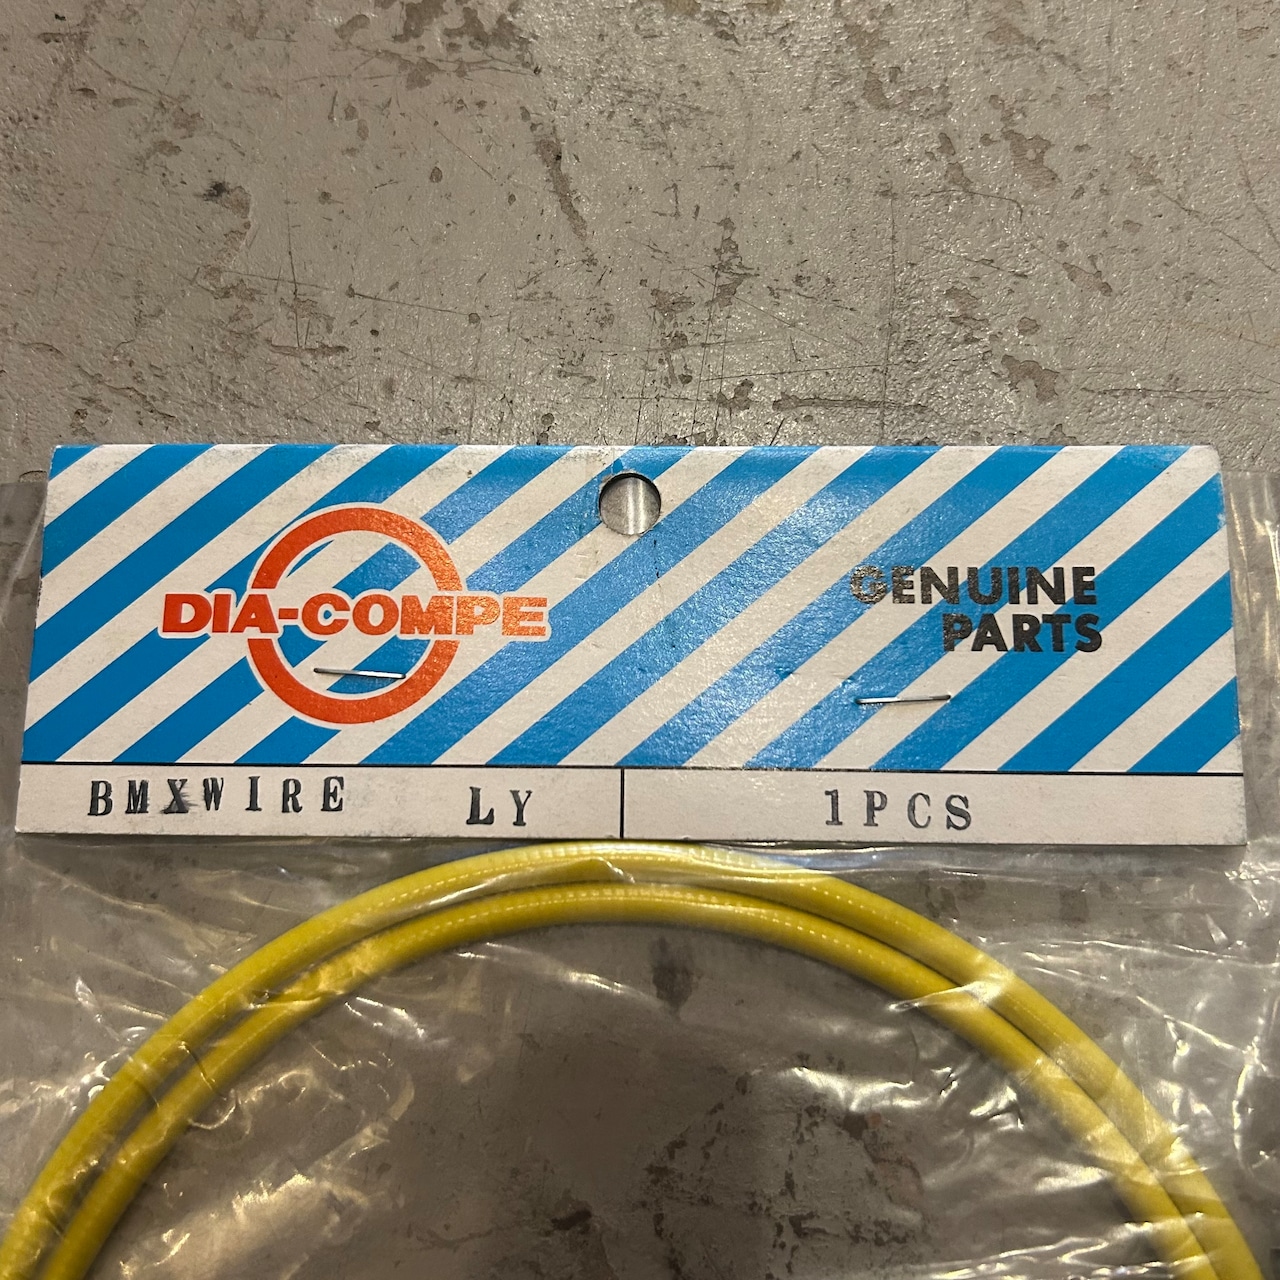 DIA-COMPE
GENUINE
PARTS
BMXWIRE LY
1PCS